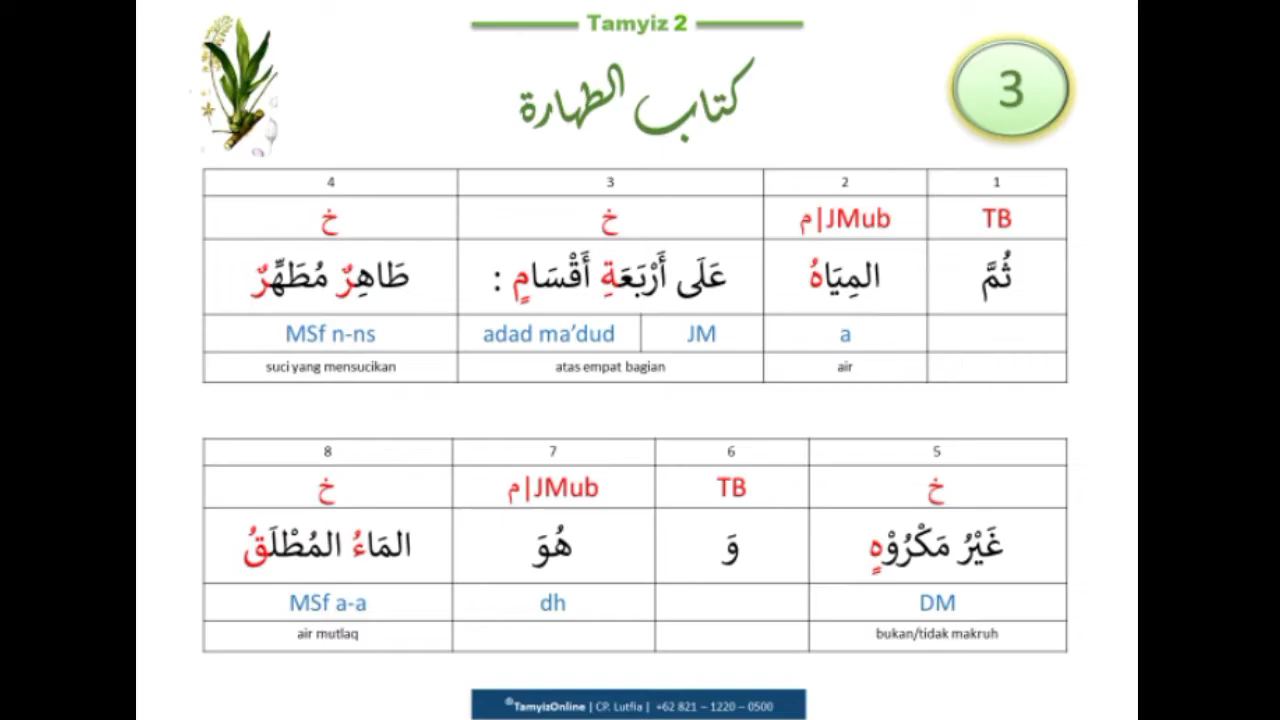 Tamyiz 2
كتاب الطهارة
3
1 2 3 4
TB م|JMub خ خ
ثُمَّ المِيَاهُ عَلَى أَرْبَعَةِ أَقْسَامٍ : طَاهِرٌ مُطَهِّرٌ
a JM adad ma’dud MSf n-ns
air atas empat bagian suci yang mensucikan
5 6 7 8
خ TB م|JMub خ
غَيْرُ مَكْرُوْهٍ وَ هُوَ المَاءُ المُطْلَقُ
DM dh MSf a-a
bukan/tidak makruh air mutlaq
©TamyizOnline | CP. Lutfia | +62 821 – 1220 – 0500